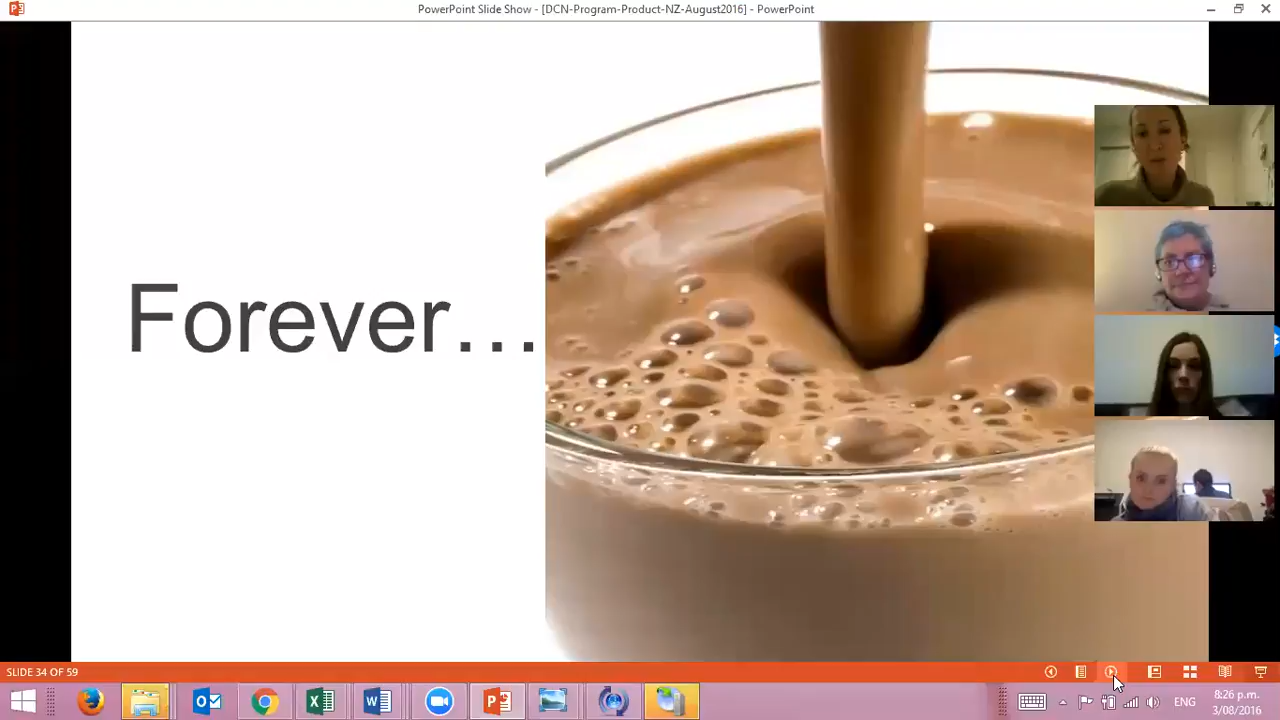 PowerPoint Slide Show - [DCN-Program-Product-NZ-August2016] - PowerPoint
Forever…
SLIDE 34 OF 59
ENG
8:26 p.m.
3/08/2016